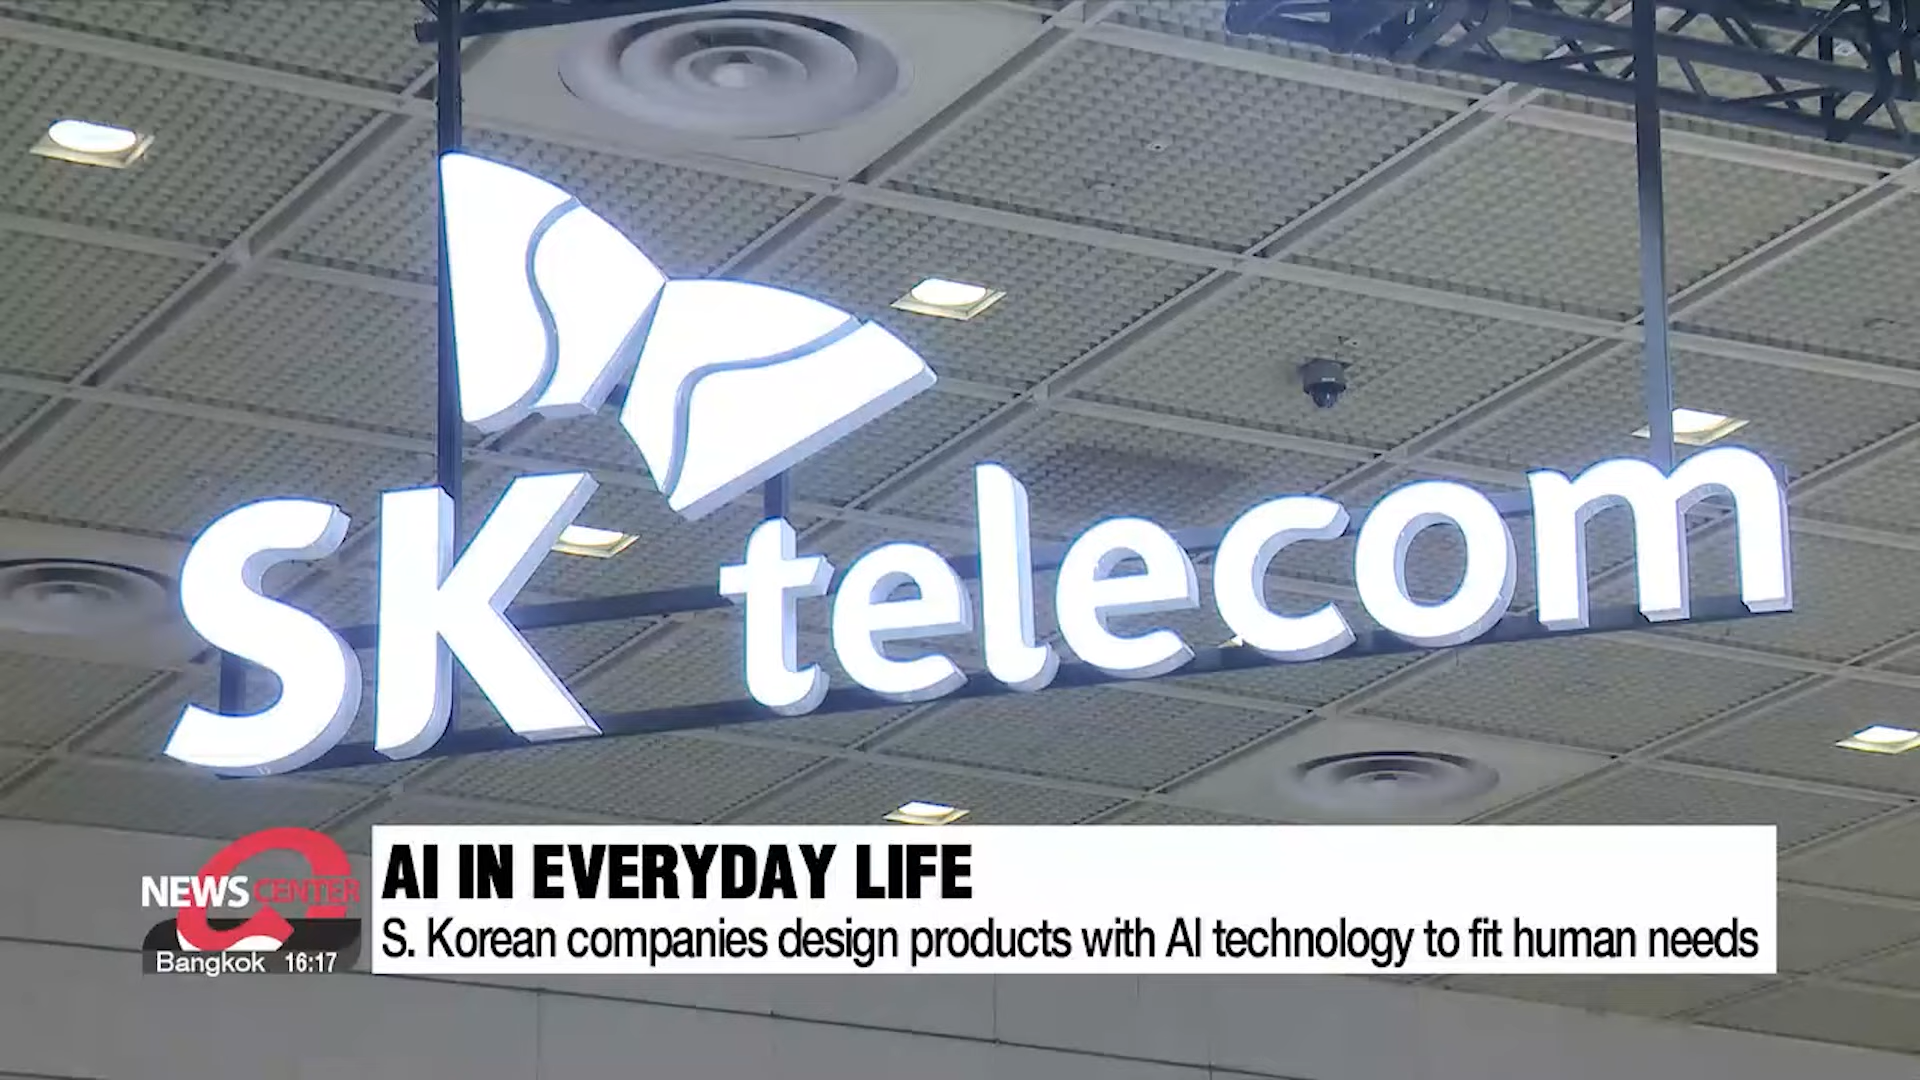 SK telecom
AI IN EVERYDAY LIFE
S. Korean companies design products with AI technology to fit human needs
NEWS CENTER
Bangkok 16:17